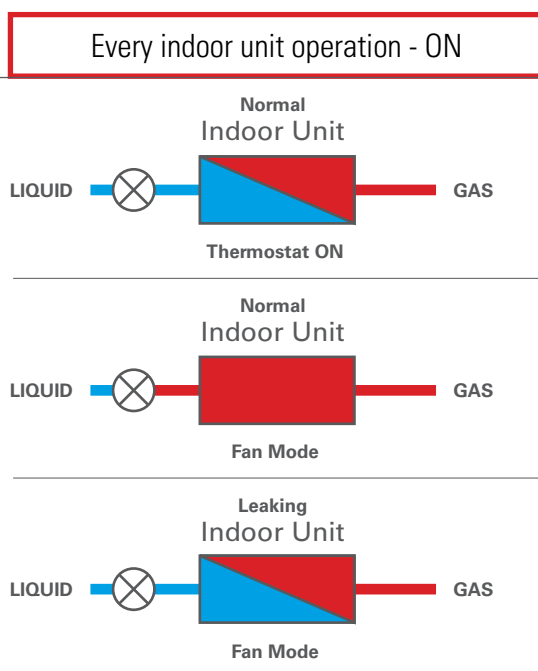 Every indoor unit operation - ON
Normal
Indoor Unit
LIQUID
GAS
Thermostat ON
Normal
Indoor Unit
LIQUID
GAS
Fan Mode
Leaking
Indoor Unit
LIQUID
GAS
Fan Mode